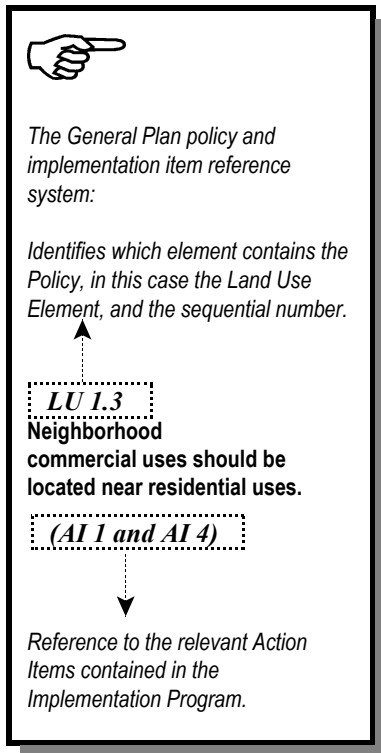 The General Plan policy and
implementation item reference
system:
Identifies which element contains the
Policy, in this case the Land Use
Element, and the sequential number.
LU 1.3
Neighborhood
commercial uses should be
located near residential uses.
(AI 1 and AI 4)
Reference to the relevant Action
Items contained in the
Implementation Program.